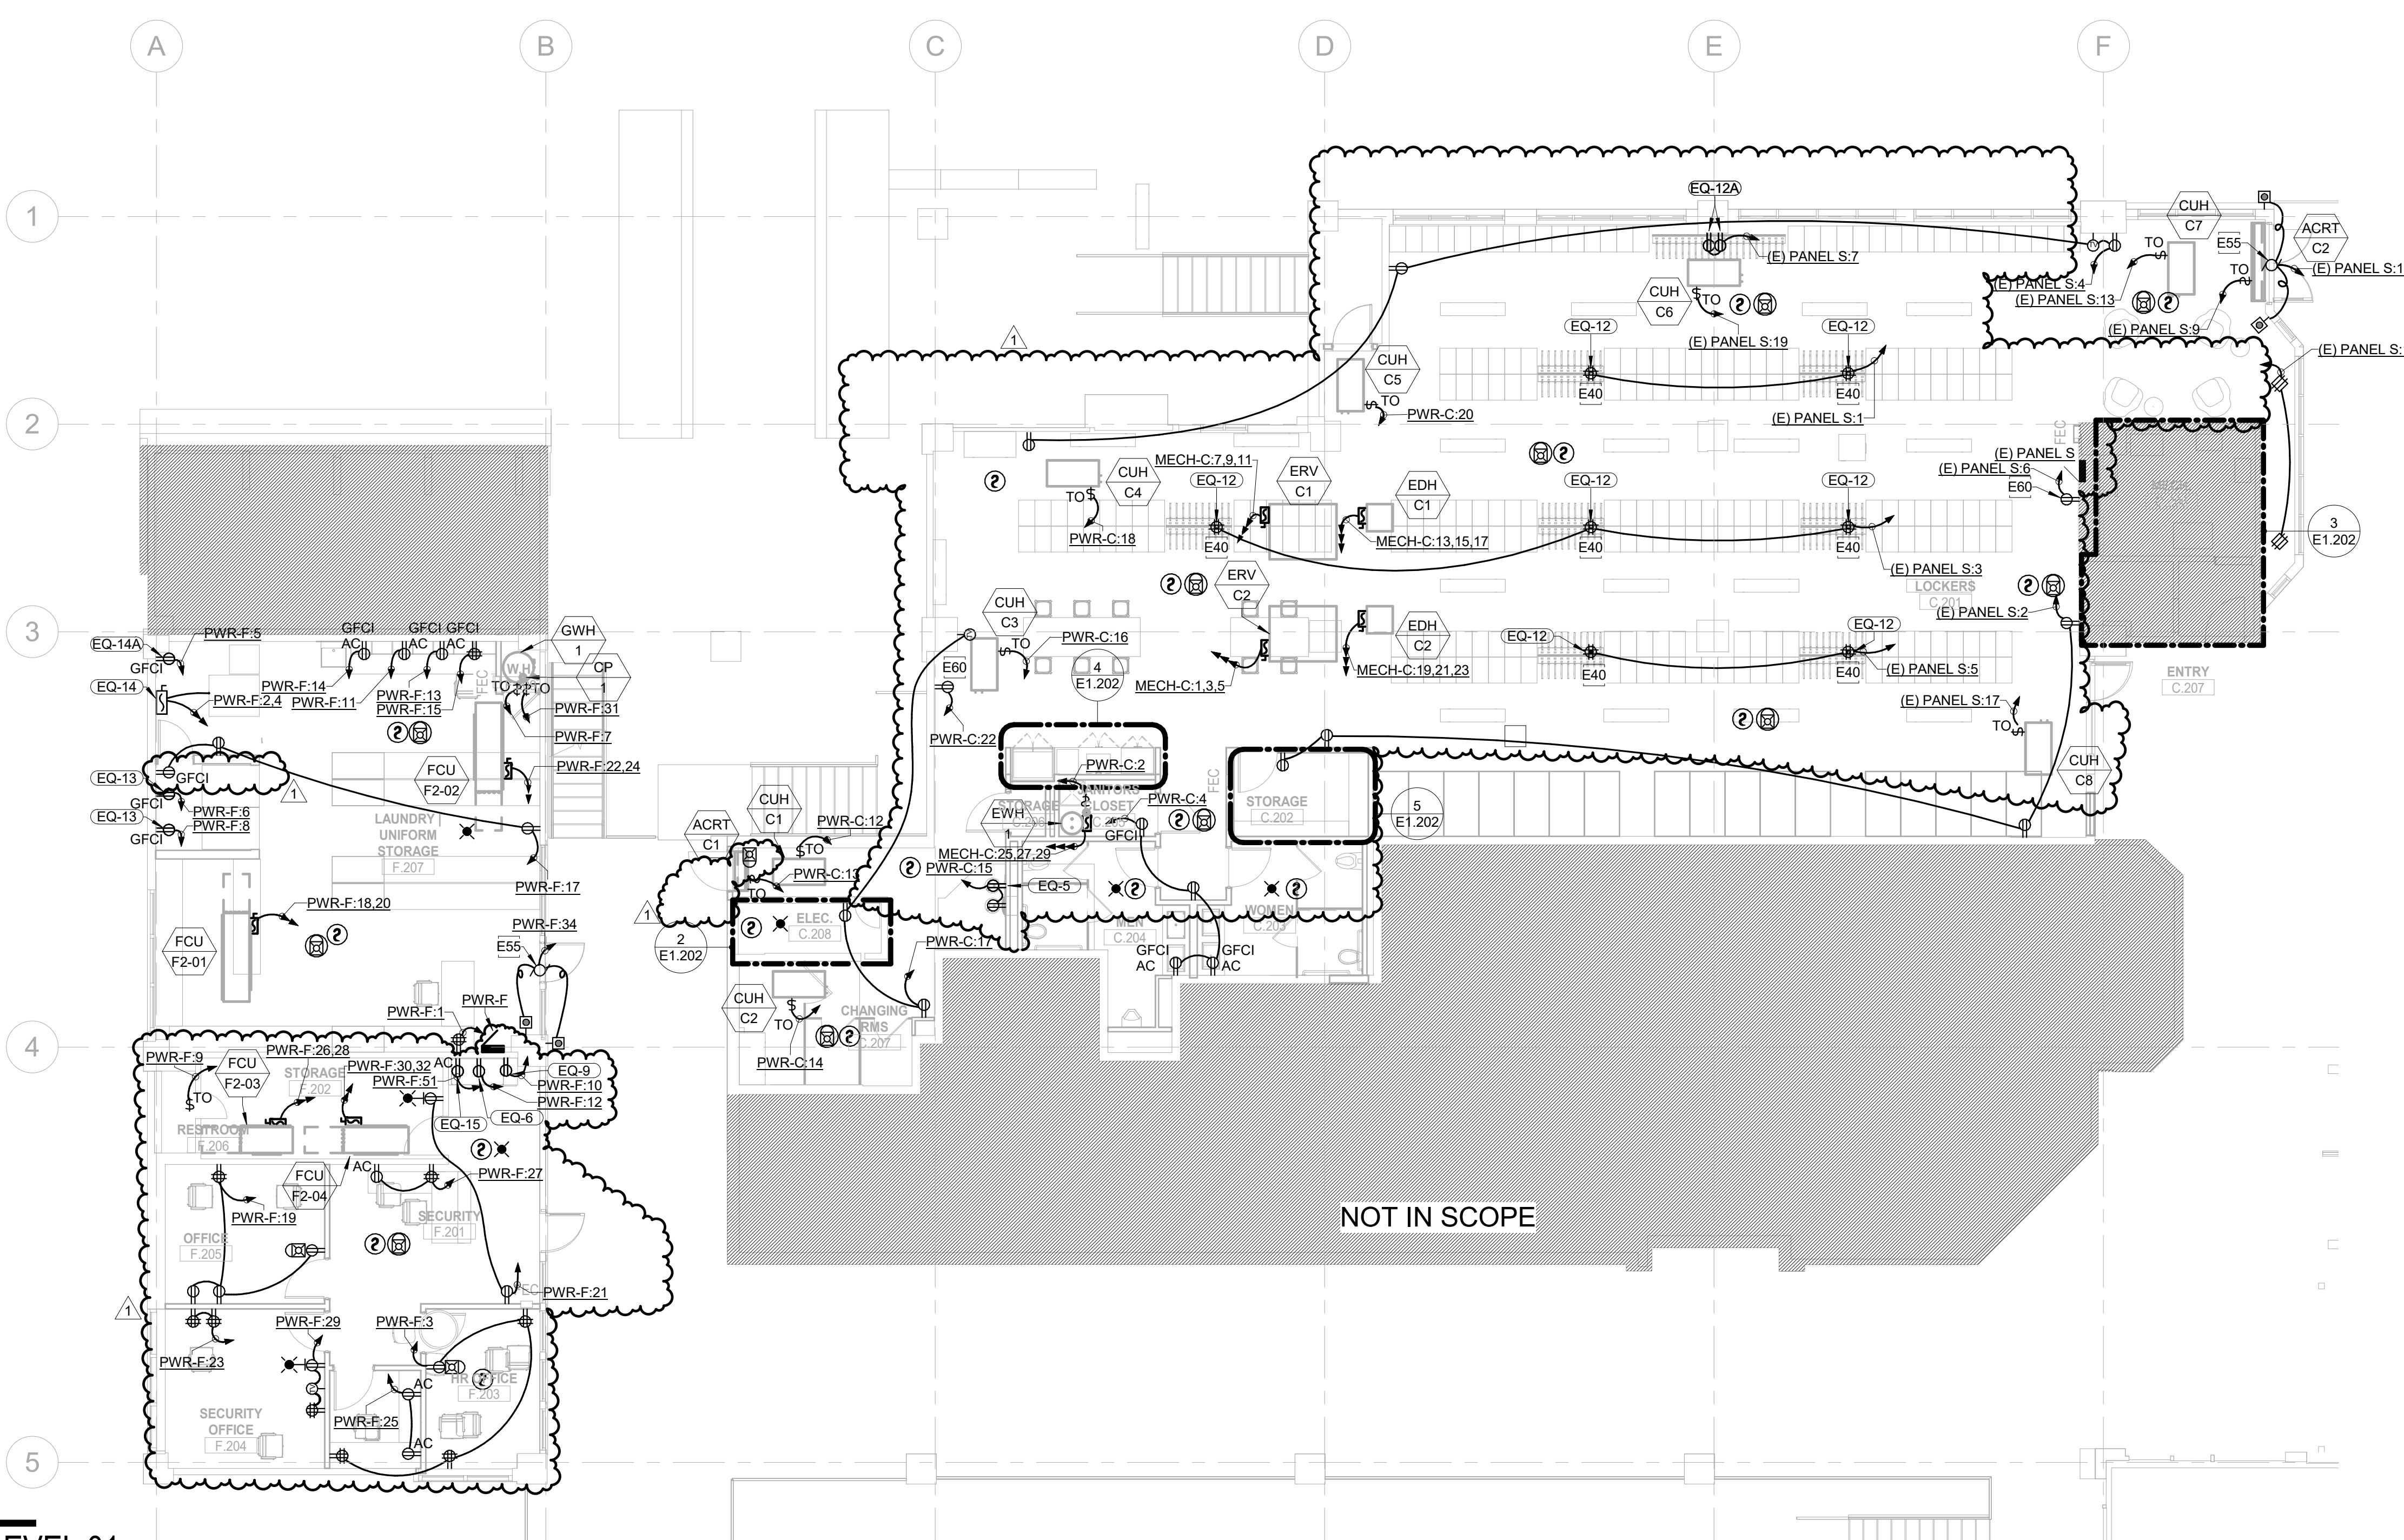 A
B
C
D
E
F
1
2
3
4
5
EQ-12A
(E) PANEL S:7
CUH
C6
TO
(E) PANEL S:19
CUH
C7
TO
E55
ACRT
C2
(E) PANEL S:1
(E) PANEL S:4
TO
(E) PANEL S:13
(E) PANEL S:9
(E) PANEL S:
1
EQ-12
E40
EQ-12
E40
(E) PANEL S:1
CUH
C5
TO
PWR-C:20
MECH-C:7,9,11
CUH
C4
TO
PWR-C:18
EQ-12
E40
ERV
C1
EDH
C1
MECH-C:13,15,17
EQ-12
E40
EQ-12
E40
(E) PANEL S:3
FEC
(E) PANEL S
(E) PANEL S:6
E60
MECH.
3
E1.202
LOCKERS
C.201
(E) PANEL S:2
ERV
C2
EDH
C2
MECH-C:19,21,23
MECH-C:1,3,5
CUH
C3
TO
PWR-C:16
E60
PWR-C:22
4
E1.202
EQ-12
E40
EQ-12
E40
(E) PANEL S:5
(E) PANEL S:17
TO
CUH
C8
ENTRY
C.207
EQ-14A
GFCI
PWR-F:5
EQ-14
PWR-F:2,4
GFCI
AC
GFCI
AC
GFCI
AC
PWR-F:14
PWR-F:11
PWR-F:13
PWR-F:15
FEC
W.H.
GWH
1
CP
1
TO
TO
PWR-F:31
PWR-F:7
EQ-13
GFCI
GFCI
PWR-F:6
EQ-13
GFCI
PWR-F:8
1
FCU
F2-02
PWR-F:22,24
LAUNDRY |
UNIFORM
STORAGE
F.207
PWR-F:17
PWR-F:18,20
FCU
F2-01
PWR-F:34
E55
ACRT
C1
CUH
C1
TO
PWR-C:12
TO
PWR-C:13
1
2
E1.202
ELEC.
C.208
CUH
C2
TO
PWR-C:14
CHANGING
RMS
C.207
PWR-C:17
PWR-C:15
EQ-5
PWR-C:2
JANITORS
CLOSET
C.205
STORAGE
C.206
EWH
1
MECH-C:25,27,29
PWR-C:4
GFCI
FEC
STORAGE
C.202
5
E1.202
MEN
C.204
WOMEN
C.203
GFCI
AC
GFCI
AC
PWR-F
PWR-F:1
PWR-F:9
TO
FCU
F2-03
PWR-F:26,28
STORAGE
F.202
PWR-F:30,32
PWR-F:51
AC
EQ-9
PWR-F:10
PWR-F:12
EQ-15
EQ-6
RESTROOM
F.206
FCU
F2-04
AC
PWR-F:27
PWR-F:19
SECURITY
F.201
OFFICE
F.205
FEC
PWR-F:21
1
PWR-F:29
PWR-F:3
PWR-F:23
HR OFFICE
F.203
AC
PWR-F:25
AC
SECURITY
OFFICE
F.204
NOT IN SCOPE